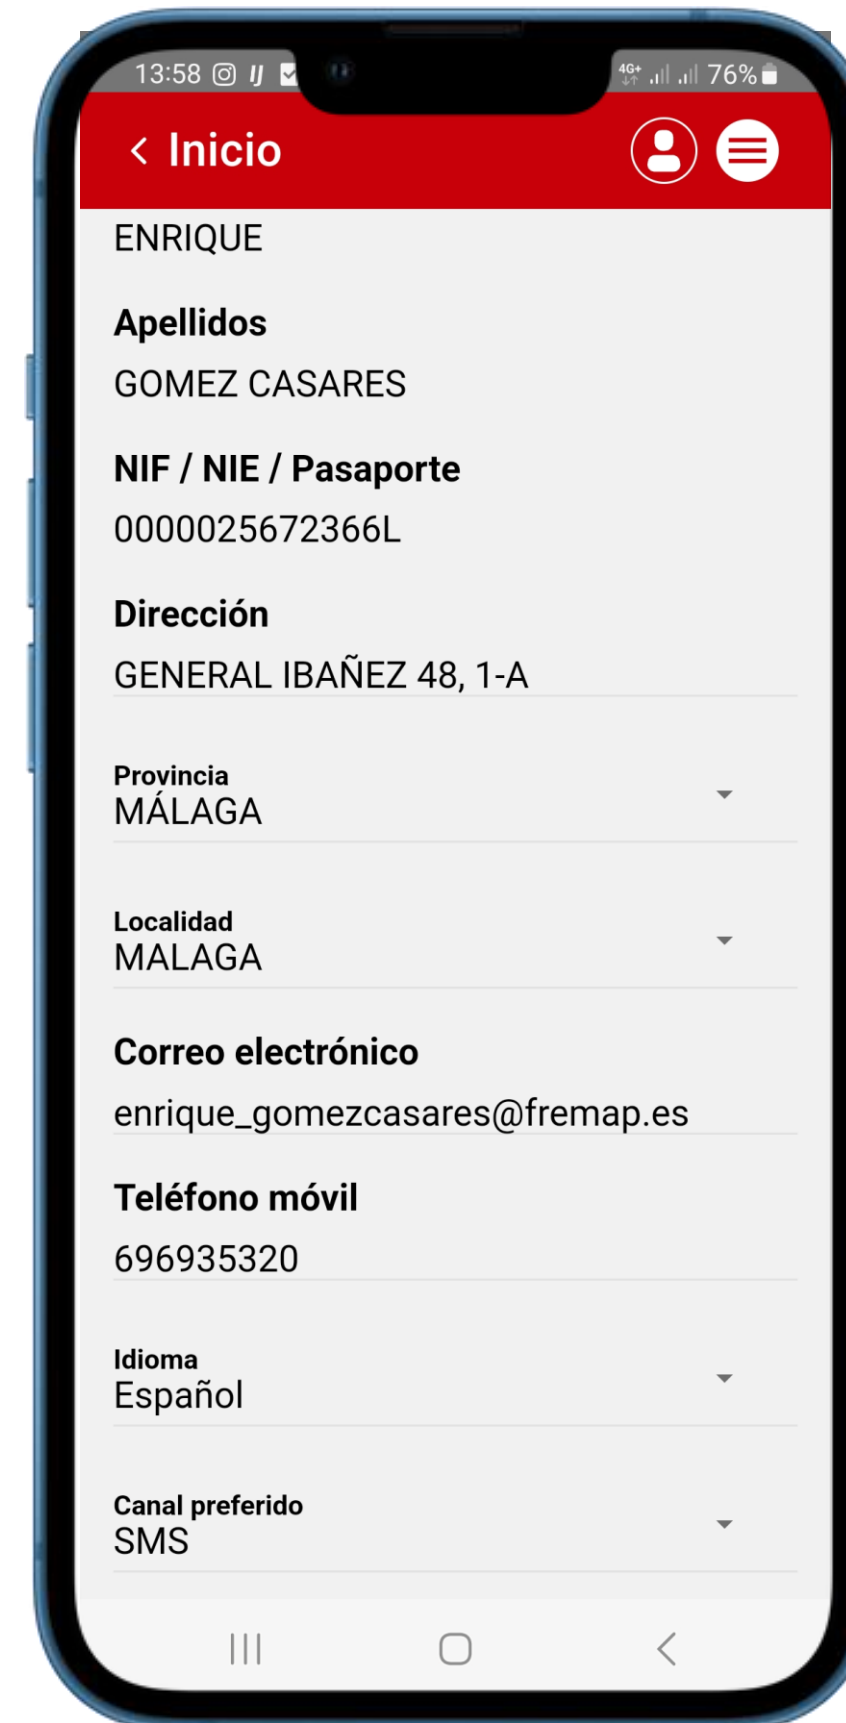 13:58
4G+ 76%
Inicio
ENRIQUE
Apellidos
GOMEZ CASARES
NIF / NIE / Pasaporte
0000025672366L
Dirección
GENERAL IBAÑEZ 48, 1-A
Provincia
MÁLAGA
Localidad
MALAGA
Correo electrónico
enrique_gomezcasares@fremap.es
Teléfono móvil
696935320
Idioma
Español
Canal preferido
SMS